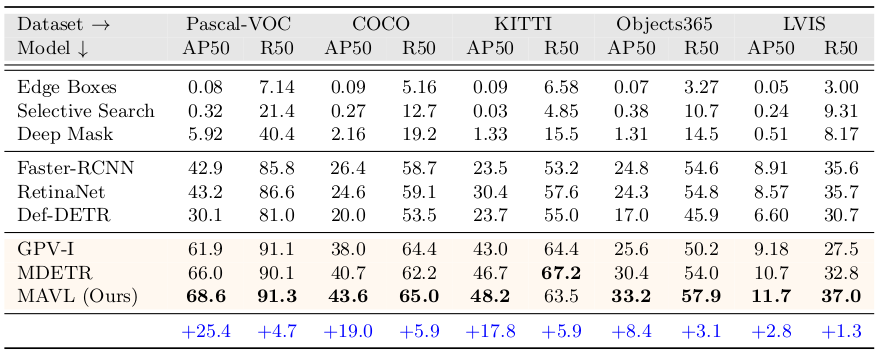 Dataset → Pascal-VOC COCO KITTI Objects365 LVIS
Model ↓ AP50 R50 AP50 R50 AP50 R50 AP50 R50 AP50 R50
Edge Boxes 0.08 7.14 0.09 5.16 0.09 6.58 0.07 3.27 0.05 3.00
Selective Search 0.32 21.4 0.27 12.7 0.03 4.85 0.38 10.7 0.24 9.31
Deep Mask 5.92 40.4 2.16 19.2 1.33 15.5 1.31 14.5 0.51 8.17
Faster-RCNN 42.9 85.8 26.4 58.7 23.5 53.2 24.8 54.6 8.91 35.6
RetinaNet 43.2 86.6 24.6 59.1 30.4 57.6 24.3 54.8 8.57 35.7
Def-DETR 30.1 81.0 20.0 53.5 23.7 55.0 17.0 45.9 6.60 30.7
GPV-I 61.9 91.1 38.0 64.4 43.0 64.4 25.6 50.2 9.18 27.5
MDETR 66.0 90.1 40.7 62.2 46.7 67.2 30.4 54.0 10.7 32.8
MAVL (Ours) 68.6 91.3 43.6 65.0 48.2 63.5 33.2 57.9 11.7 37.0
+25.4 +4.7 +19.0 +5.9 +17.8 +5.9 +8.4 +3.1 +2.8 +1.3